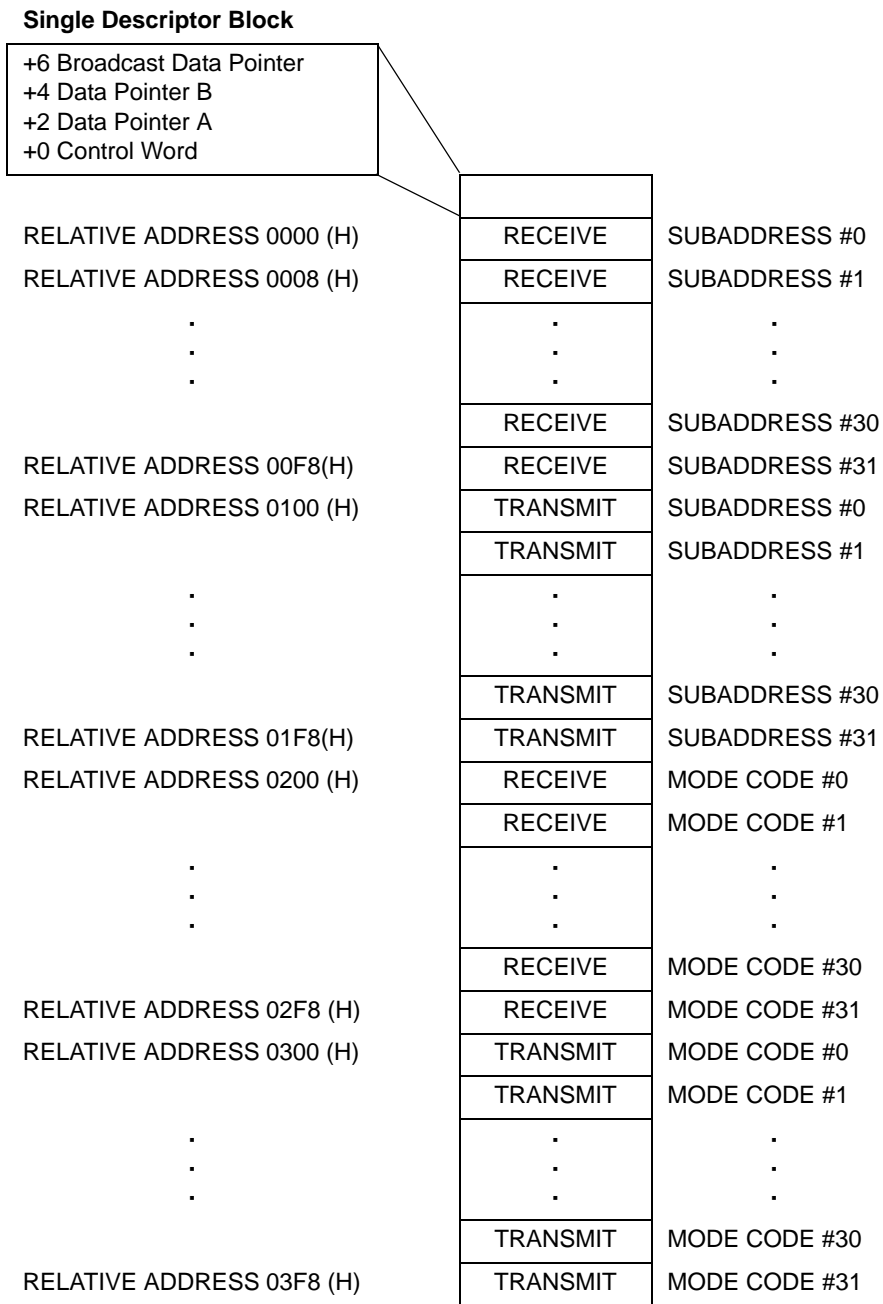 Single Descriptor Block
+6 Broadcast Data Pointer
+4 Data Pointer B
+2 Data Pointer A
+0 Control Word
RELATIVE ADDRESS 0000 (H) RECEIVE SUBADDRESS #0
RELATIVE ADDRESS 0008 (H) RECEIVE SUBADDRESS #1
. . .
. . .
. . .
RECEIVE SUBADDRESS #30
RELATIVE ADDRESS 00F8(H) RECEIVE SUBADDRESS #31
RELATIVE ADDRESS 0100 (H) TRANSMIT SUBADDRESS #0
TRANSMIT SUBADDRESS #1
. . .
. . .
. . .
TRANSMIT SUBADDRESS #30
RELATIVE ADDRESS 01F8(H) TRANSMIT SUBADDRESS #31
RELATIVE ADDRESS 0200 (H) RECEIVE MODE CODE #0
RECEIVE MODE CODE #1
. . .
. . .
. . .
RECEIVE MODE CODE #30
RELATIVE ADDRESS 02F8 (H) RECEIVE MODE CODE #31
RELATIVE ADDRESS 0300 (H) TRANSMIT MODE CODE #0
TRANSMIT MODE CODE #1
. . .
. . .
. . .
TRANSMIT MODE CODE #30
RELATIVE ADDRESS 03F8 (H) TRANSMIT MODE CODE #31